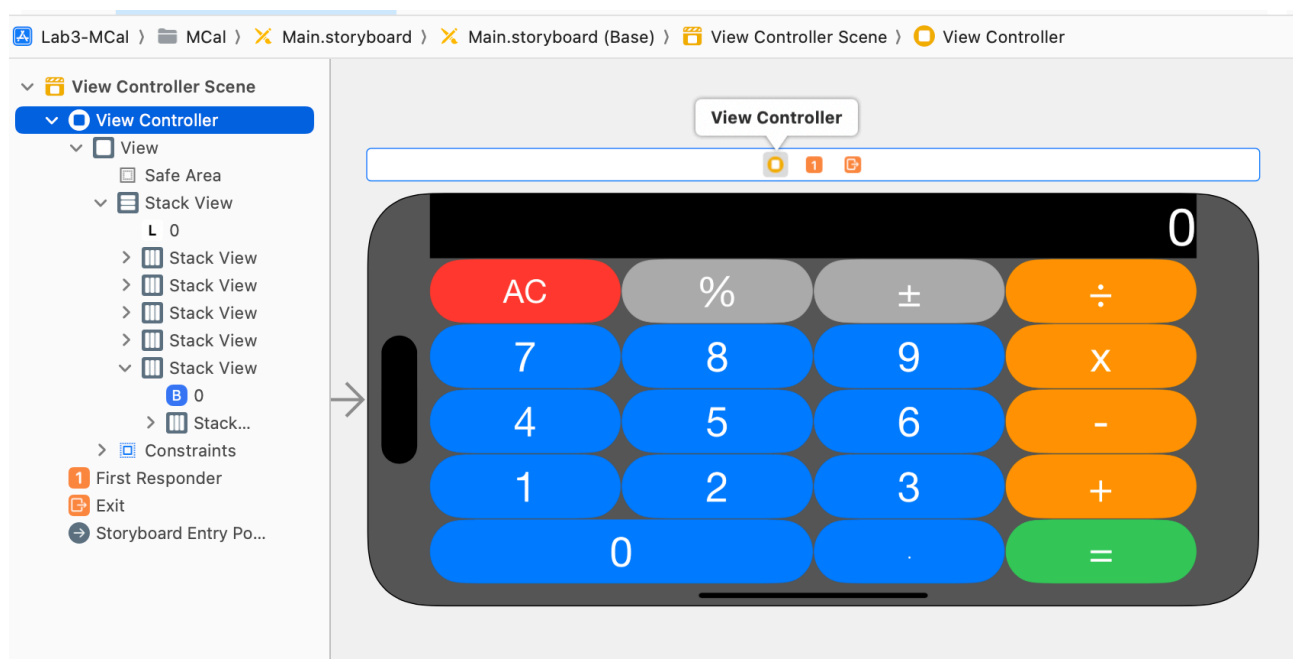 Lab3-MCal 〉 MCal 〉 Main.storyboard 〉 Main.storyboard (Base) 〉 View Controller Scene 〉 View Controller
View Controller Scene
View Controller
View
Safe Area
Stack View
L 0
Stack View
Stack View
Stack View
Stack View
Stack View
B 0
Stack...
Constraints
1 First Responder
Exit
Storyboard Entry Po...
View Controller
1
0
AC % ± ÷
7 8 9 x
4 5 6 -
1 2 3 +
0 . =